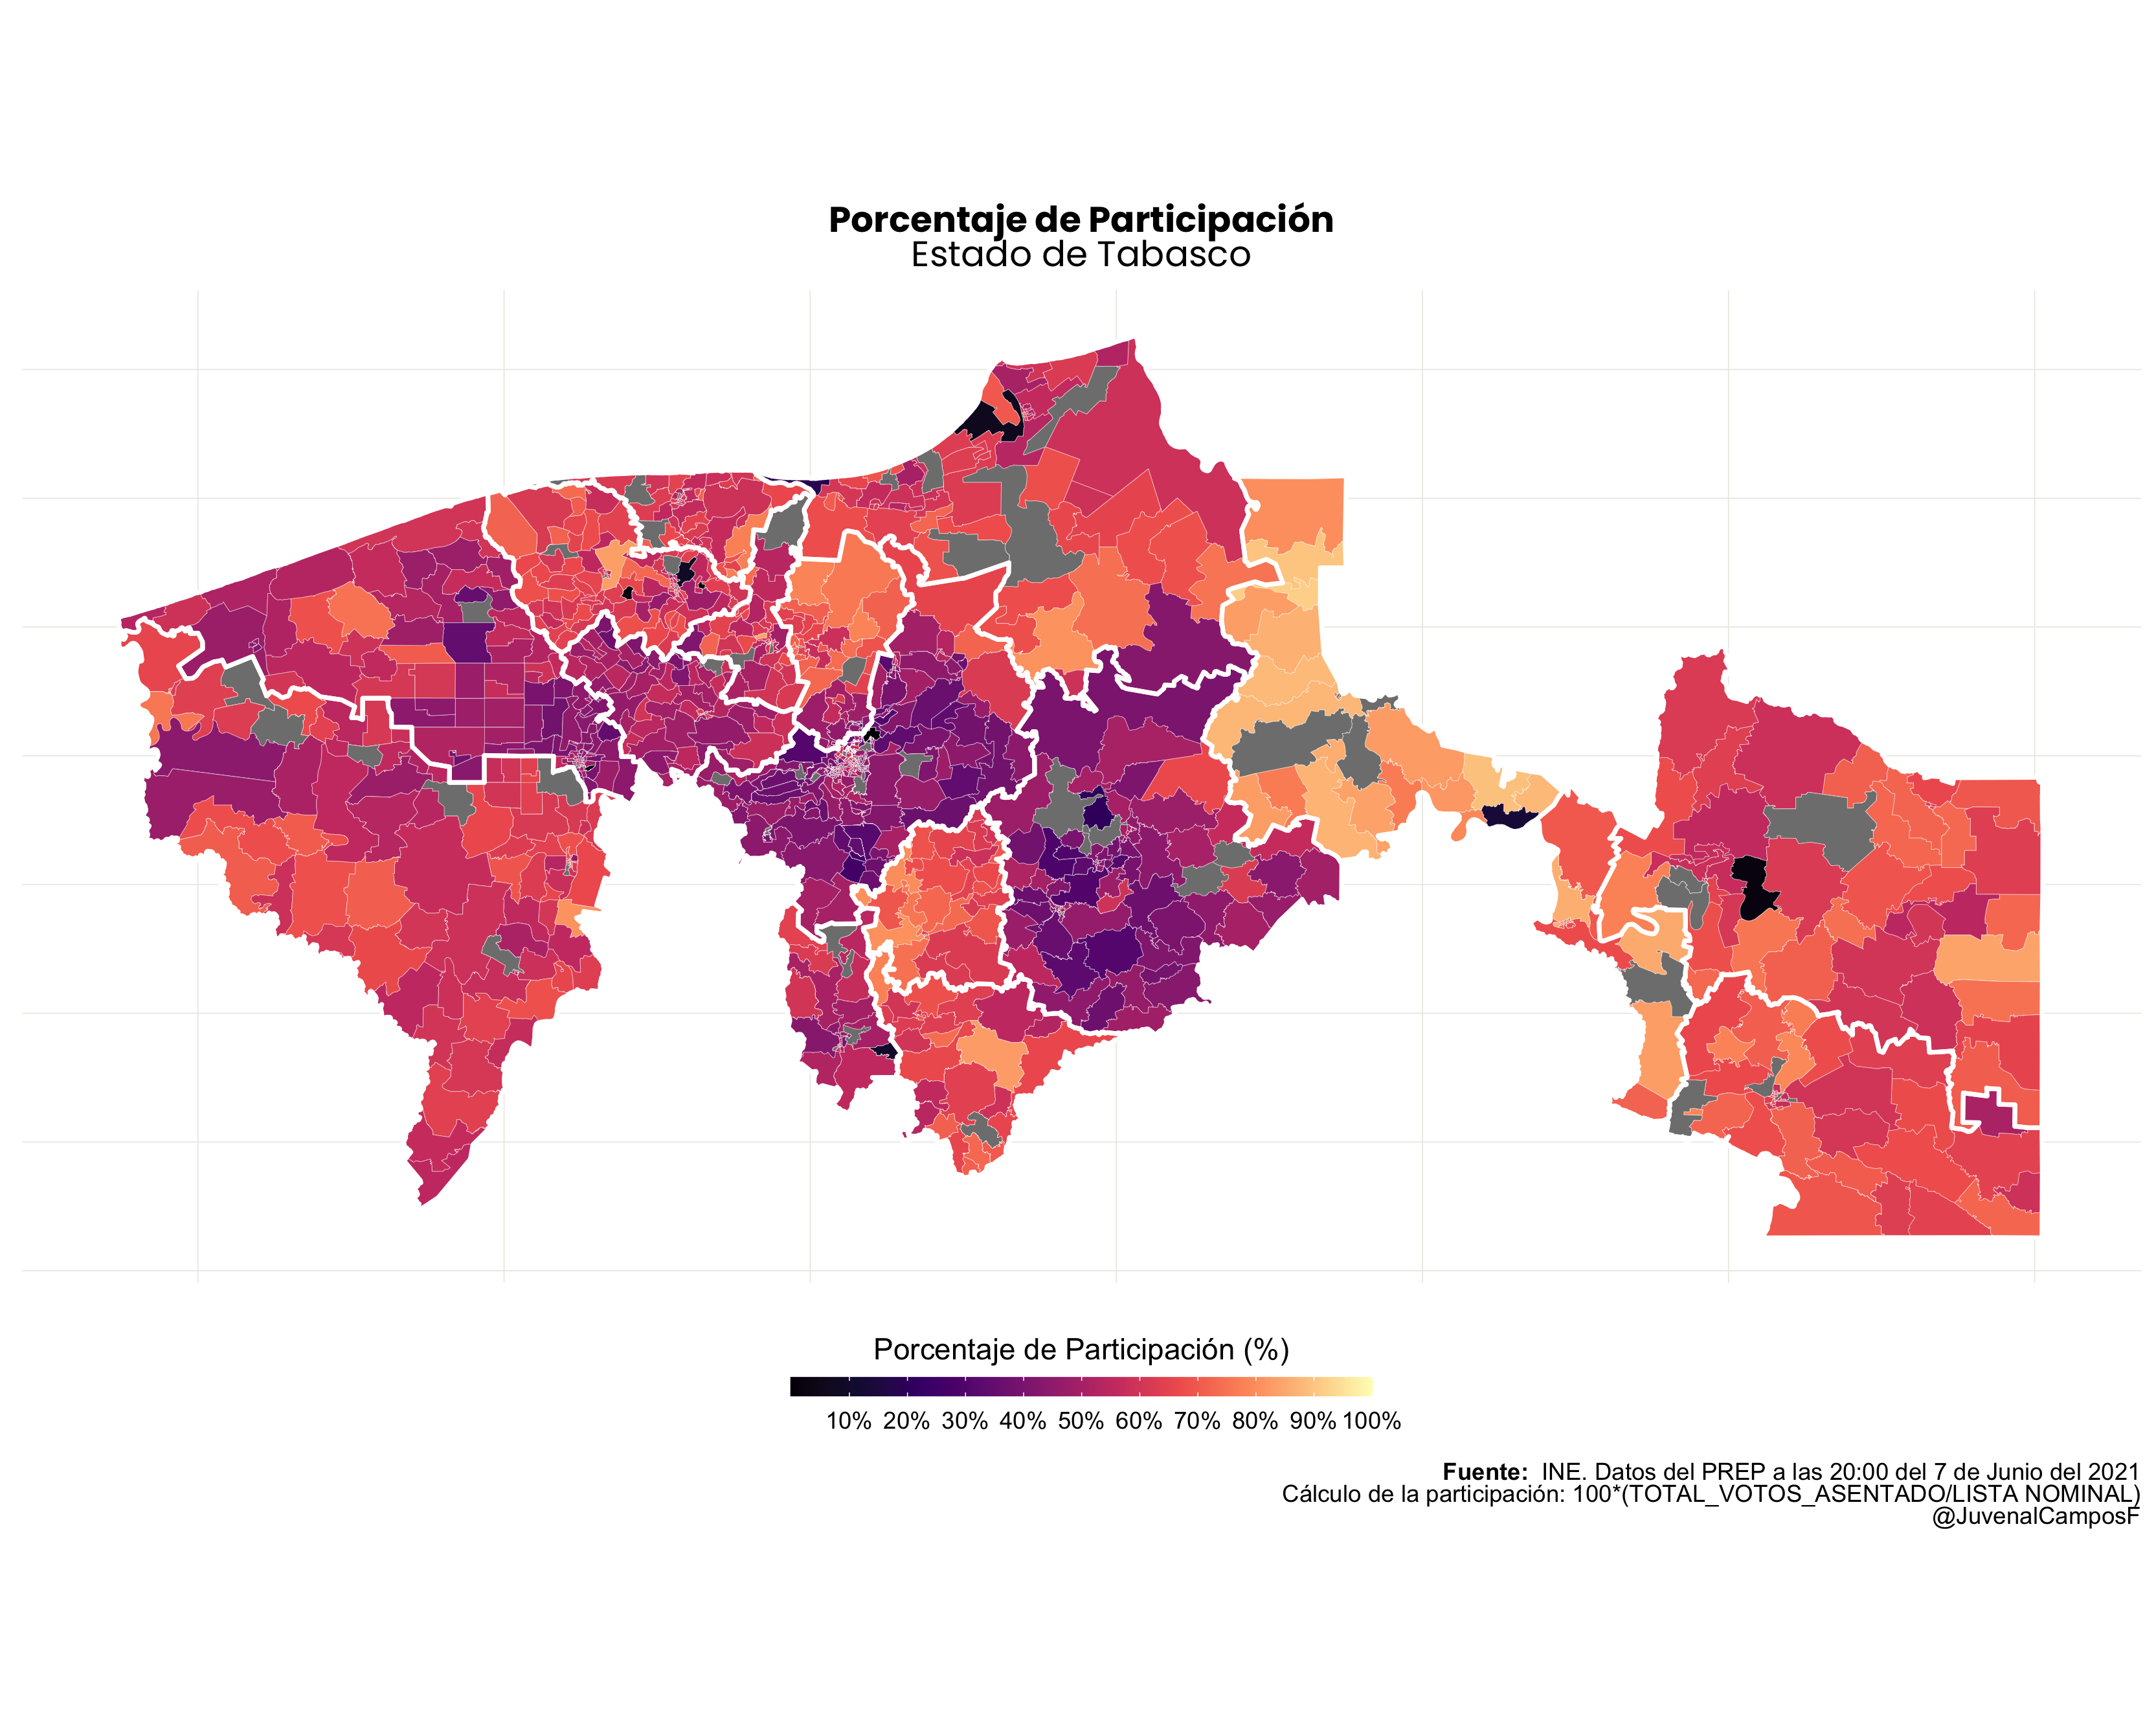 Porcentaje de Participación
Estado de Tabasco
Porcentaje de Participación (%)
10% 20% 30% 40% 50% 60% 70% 80% 90% 100%
Fuente: INE. Datos del PREP a las 20:00 del 7 de Junio del 2021
Cálculo de la participación: 100*(TOTAL_VOTOS_ASENTADO/LISTA NOMINAL)
@JuvenalCamposF